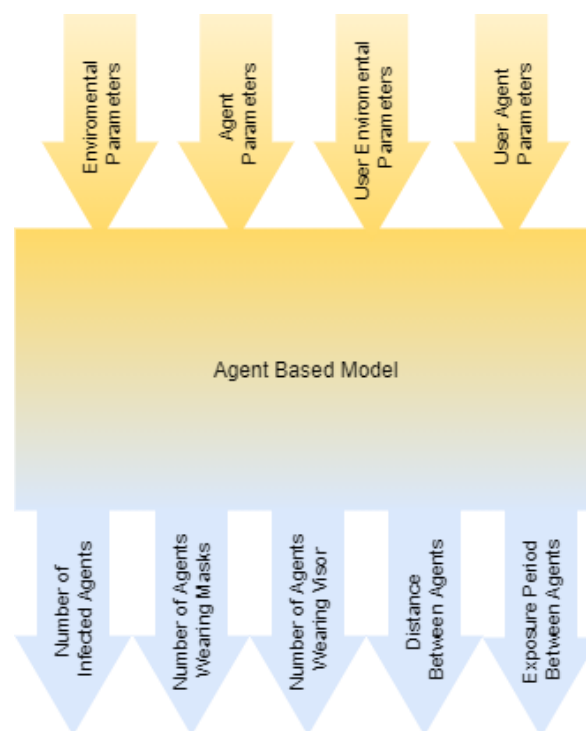 Enviromental
Parameters
Agent
Parameters
User Enviromental
Parameters
User Agent
Parameters
Agent Based Model
Number of
Infected Agents
Number of Agents
Wearing Masks
Number of Agents
Wearing Visor
Distance
Between Agents
Exposure Period
Between Agents